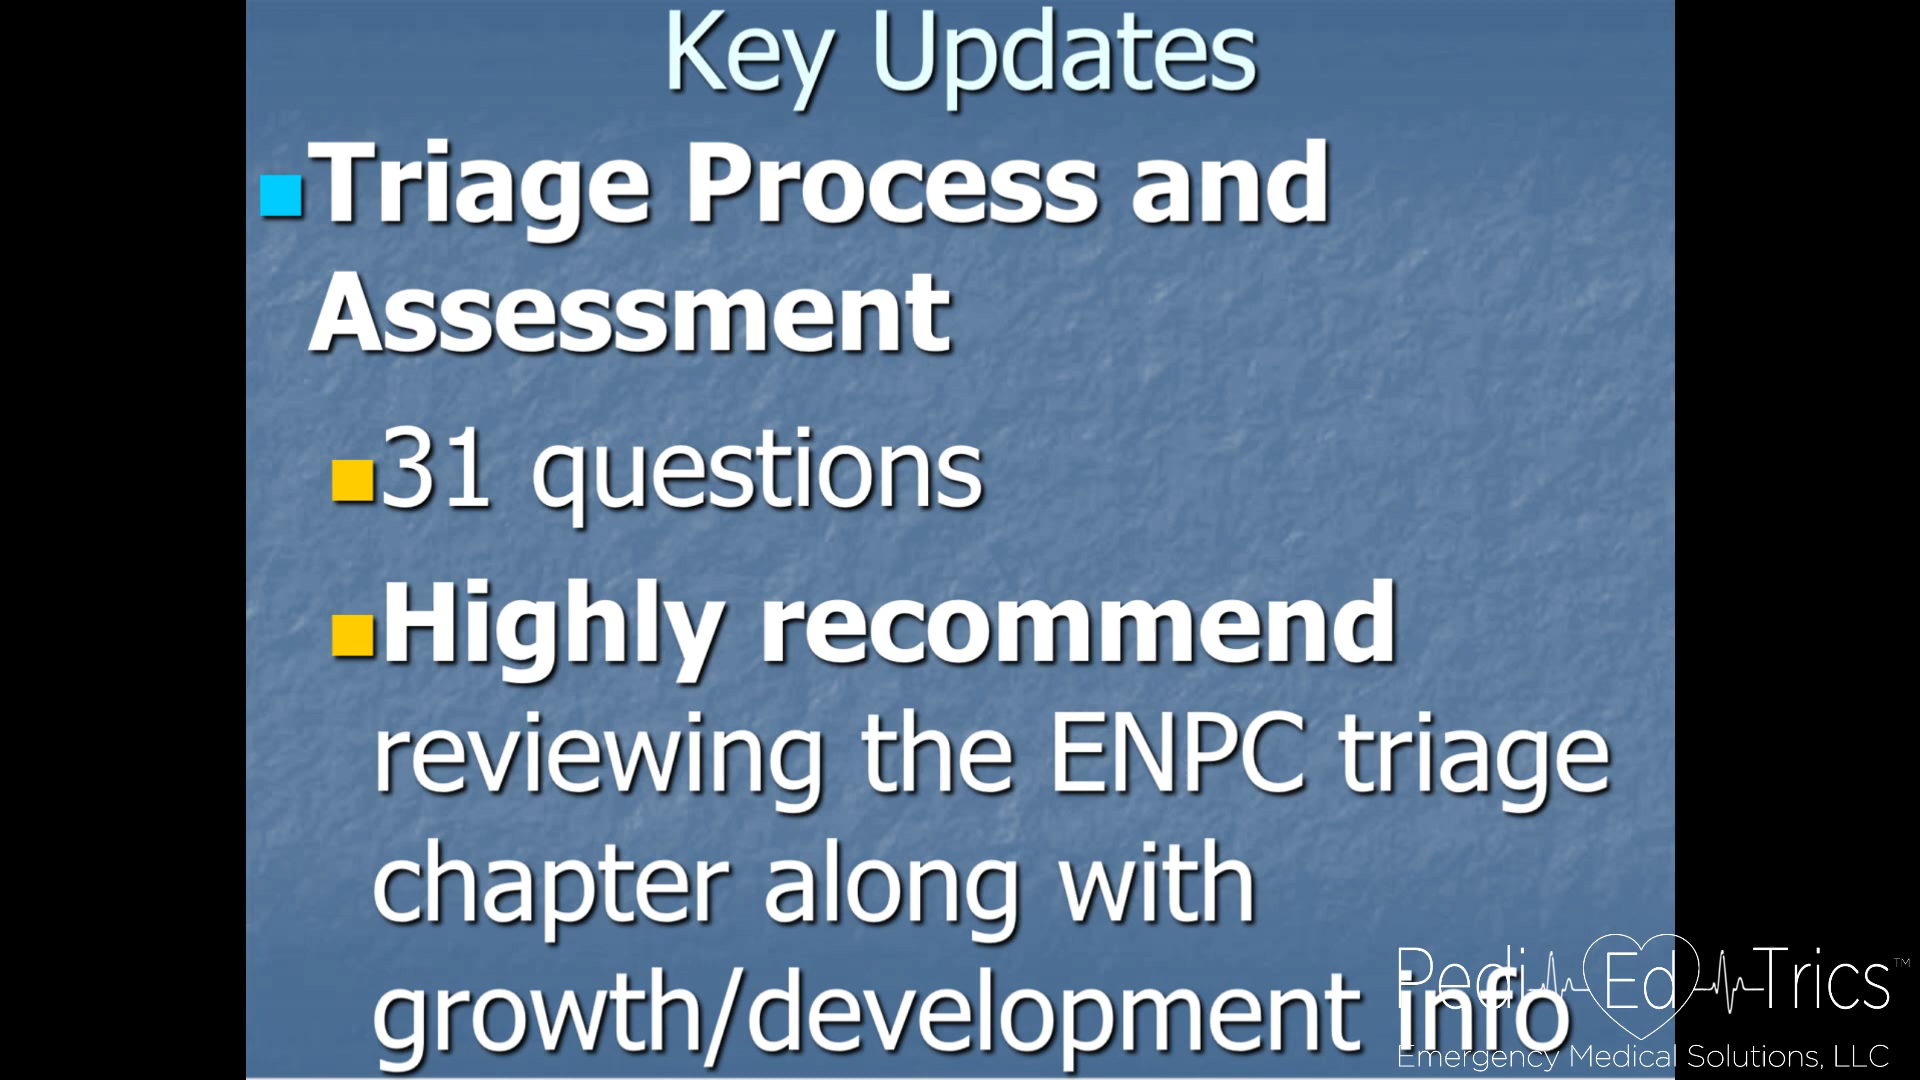 Key Updates
Triage Process and
Assessment
31 questions
Highly recommend
reviewing the ENPC triage
chapter along with
growth/development info
Pedi Ed Trics™
Emergency Medical Solutions, LLC